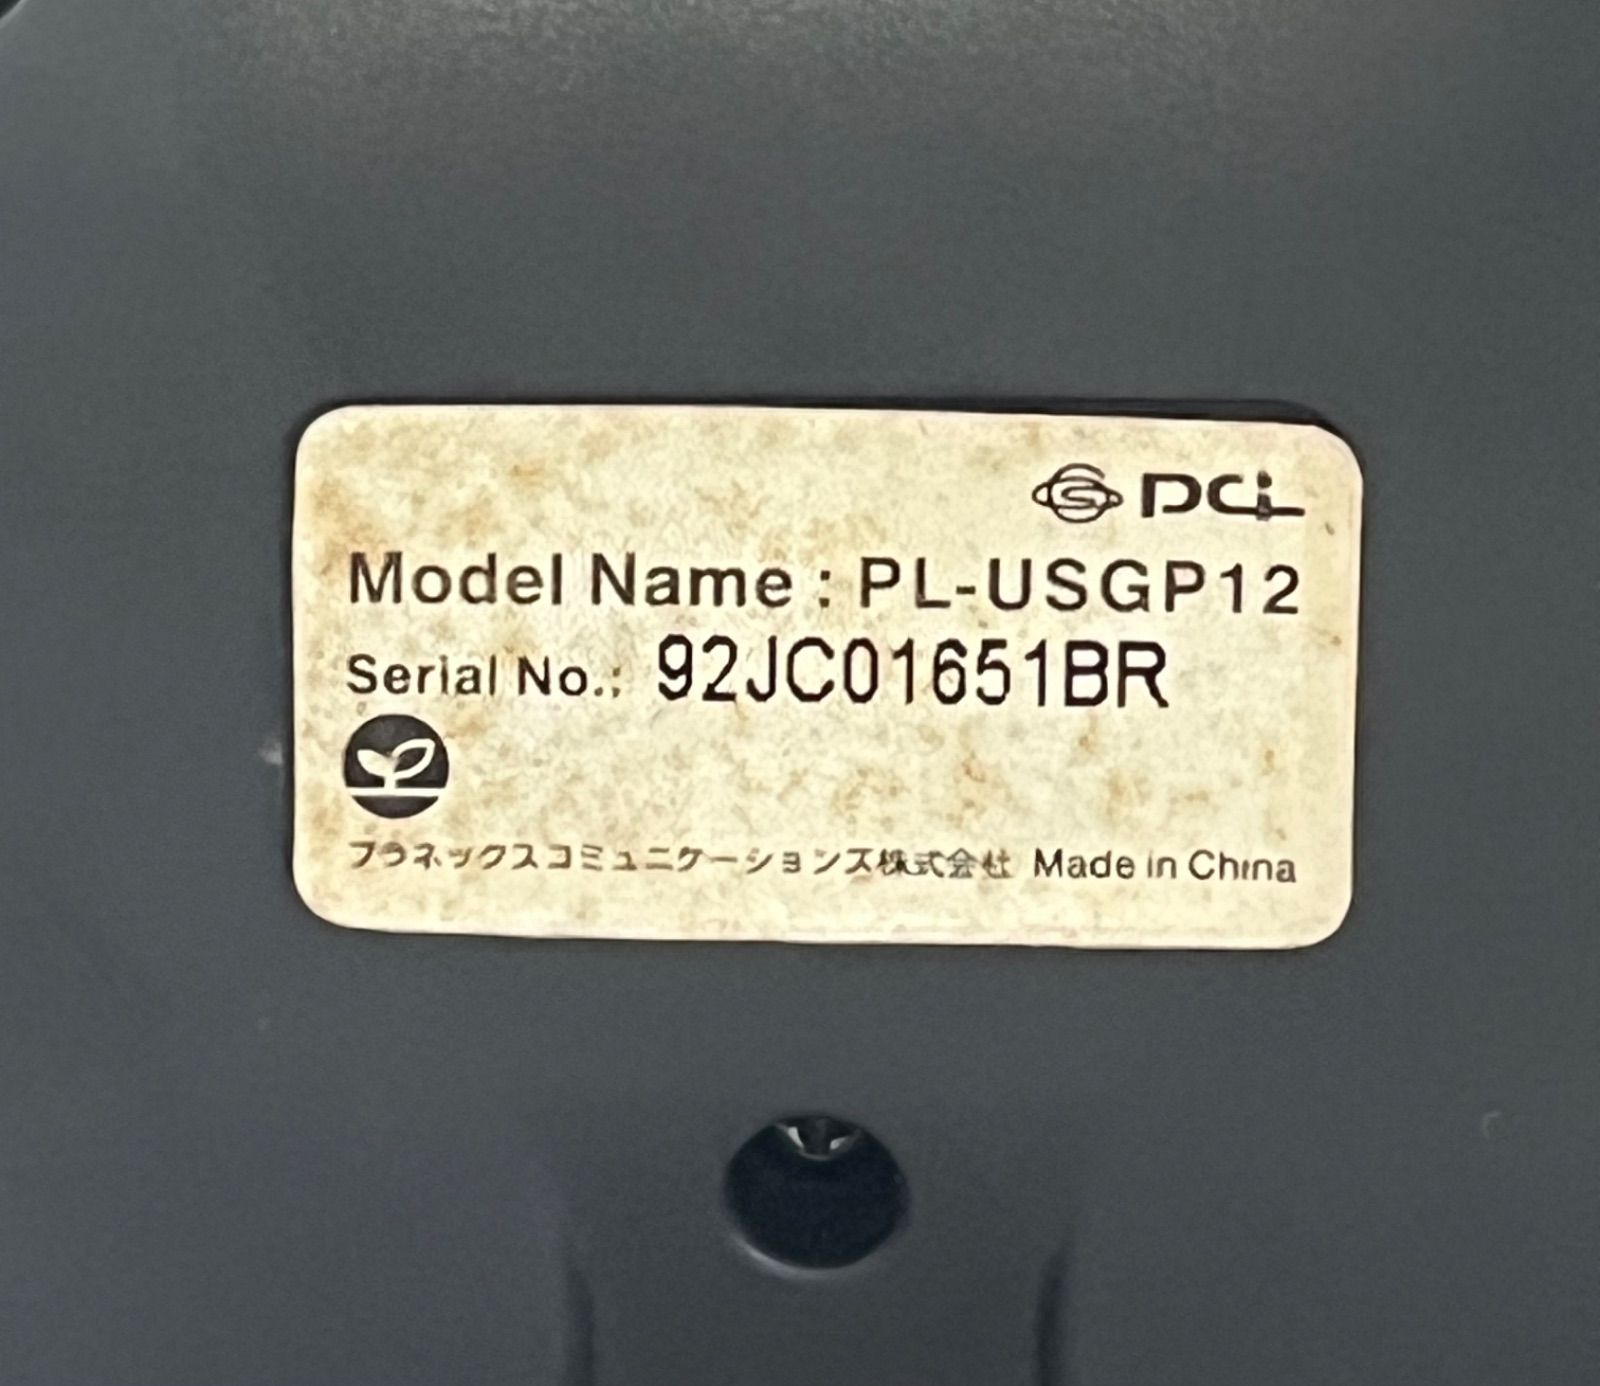 PCi
Model Name : PL-USGP12
Serial No.: 92JC01651BR
プラネックスコミュニケーションズ株式会社 Made in China